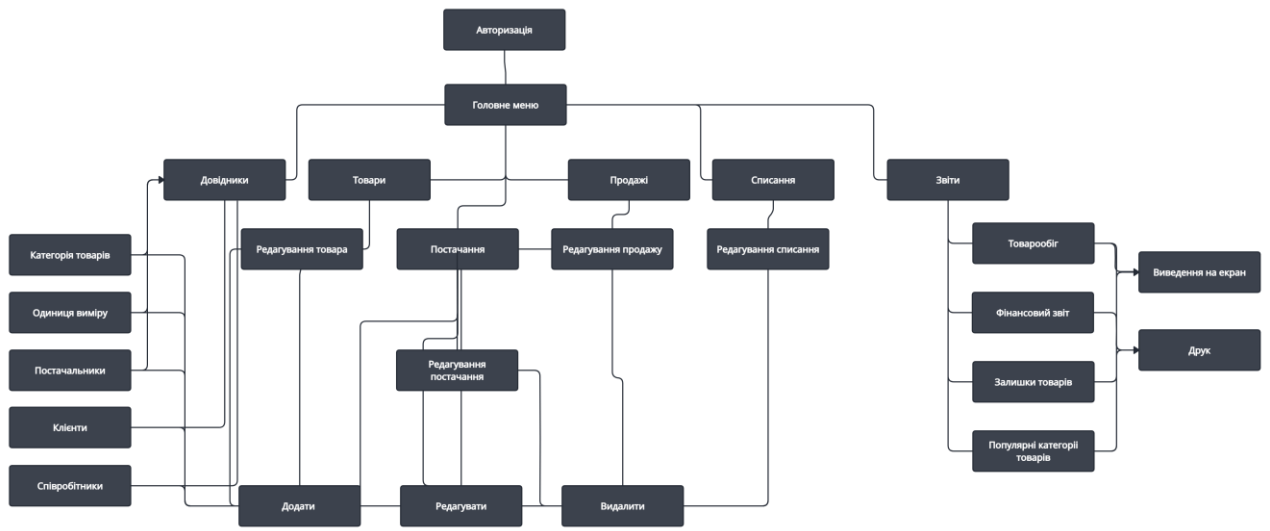 Авторизація
Головне меню
Довідники
Товари
Продажі
Списання
Звіти
Категорія товарів
Редагування товара
Постачання
Редагування продажу
Редагування списання
Товарообіг
Виведення на екран
Одиниця виміру
Фінансовий звіт
Постачальники
Редагування
постачання
Друк
Залишки товарів
Клієнти
Популярні категорії
товарів
Співробітники
Додати
Редагувати
Видалити